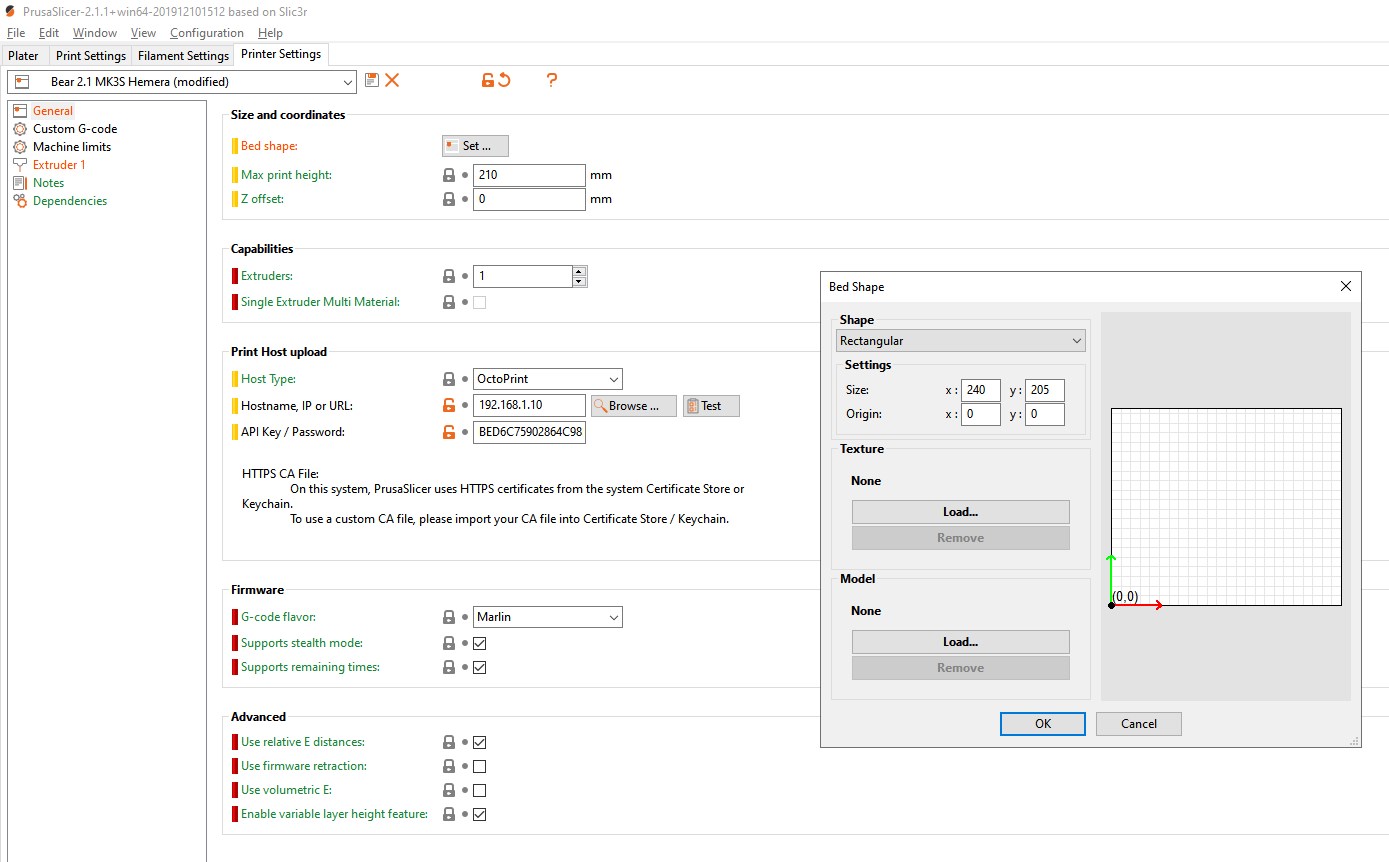 PrusaSlicer-2.1.1+win64-201912101512 based on Slic3r
File Edit Window View Configuration Help
Plater Print Settings Filament Settings Printer Settings
Bear 2.1 MK3S Hemera (modified) ?
General
Custom G-code
Machine limits
Extruder 1
Notes
Dependencies
Size and coordinates
Bed shape: Set ...
Max print height: 210 mm
Z offset: 0 mm
Capabilities
Extruders: 1
Single Extruder Multi Material:
Print Host upload
Host Type: OctoPrint
Hostname, IP or URL: 192.168.1.10 Browse ... Test
API Key / Password: BED6C75902864C98
HTTPS CA File:
On this system, PrusaSlicer uses HTTPS certificates from the system Certificate Store or
Keychain.
To use a custom CA file, please import your CA file into Certificate Store / Keychain.
Firmware
G-code flavor: Marlin
Supports stealth mode:
Supports remaining times:
Advanced
Use relative E distances:
Use firmware retraction:
Use volumetric E:
Enable variable layer height feature:
Bed Shape
Shape
Rectangular
Settings
Size: x: 240 y: 205
Origin: x: 0 y: 0
Texture
None
Load...
Remove
Model
None
Load...
Remove
(0,0)
OK Cancel